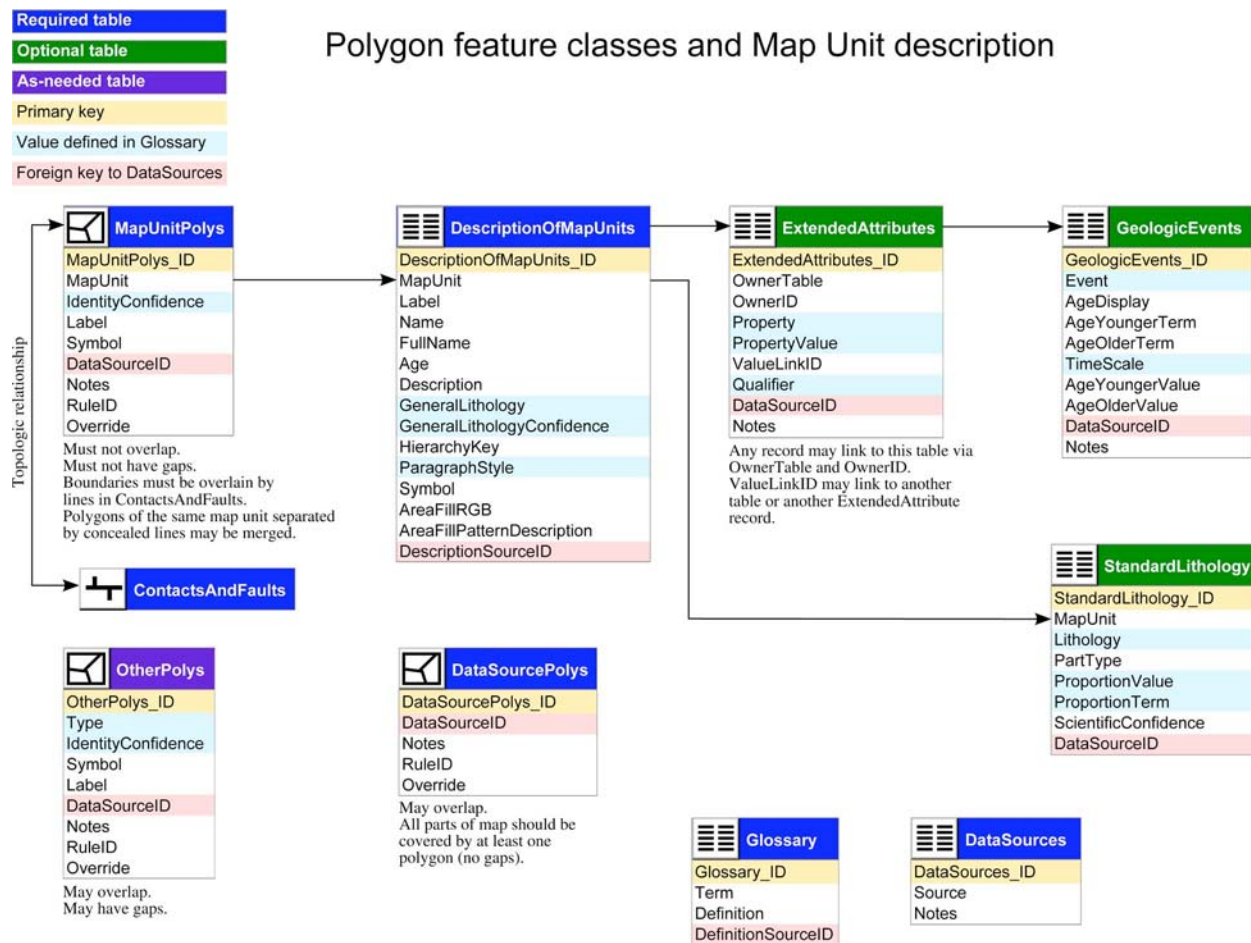 Required table
Optional table
As-needed table
Primary key
Value defined in Glossary
Foreign key to DataSources
Polygon feature classes and Map Unit description
Topologic relationship
MapUnitPolys
MapUnitPolys_ID
MapUnit
IdentityConfidence
Label
Symbol
DataSourceID
Notes
RuleID
Override
Must not overlap.
Must not have gaps.
Boundaries must be overlain by
lines in ContactsAndFaults.
Polygons of the same map unit separated
by concealed lines may be merged.
ContactsAndFaults
DescriptionOfMapUnits
DescriptionOfMapUnits_ID
MapUnit
Label
Name
FullName
Age
Description
GeneralLithology
GeneralLithologyConfidence
HierarchyKey
ParagraphStyle
Symbol
AreaFillRGB
AreaFillPatternDescription
DescriptionSourceID
ExtendedAttributes
ExtendedAttributes_ID
OwnerTable
OwnerID
Property
PropertyValue
ValueLinkID
Qualifier
DataSourceID
Notes
Any record may link to this table via
OwnerTable and OwnerID.
ValueLinkID may link to another
table or another ExtendedAttribute
record.
GeologicEvents
GeologicEvents_ID
Event
AgeDisplay
AgeYoungerTerm
AgeOlderTerm
TimeScale
AgeYoungerValue
AgeOlderValue
DataSourceID
Notes
StandardLithology
StandardLithology_ID
MapUnit
Lithology
PartType
ProportionValue
ProportionTerm
ScientificConfidence
DataSourceID
OtherPolys
OtherPolys_ID
Type
IdentityConfidence
Symbol
Label
DataSourceID
Notes
RuleID
Override
May overlap.
May have gaps.
DataSourcePolys
DataSourcePolys_ID
DataSourceID
Notes
RuleID
Override
May overlap.
All parts of map should be
covered by at least one
polygon (no gaps).
Glossary
Glossary_ID
Term
Definition
DefinitionSourceID
DataSources
DataSources_ID
Source
Notes